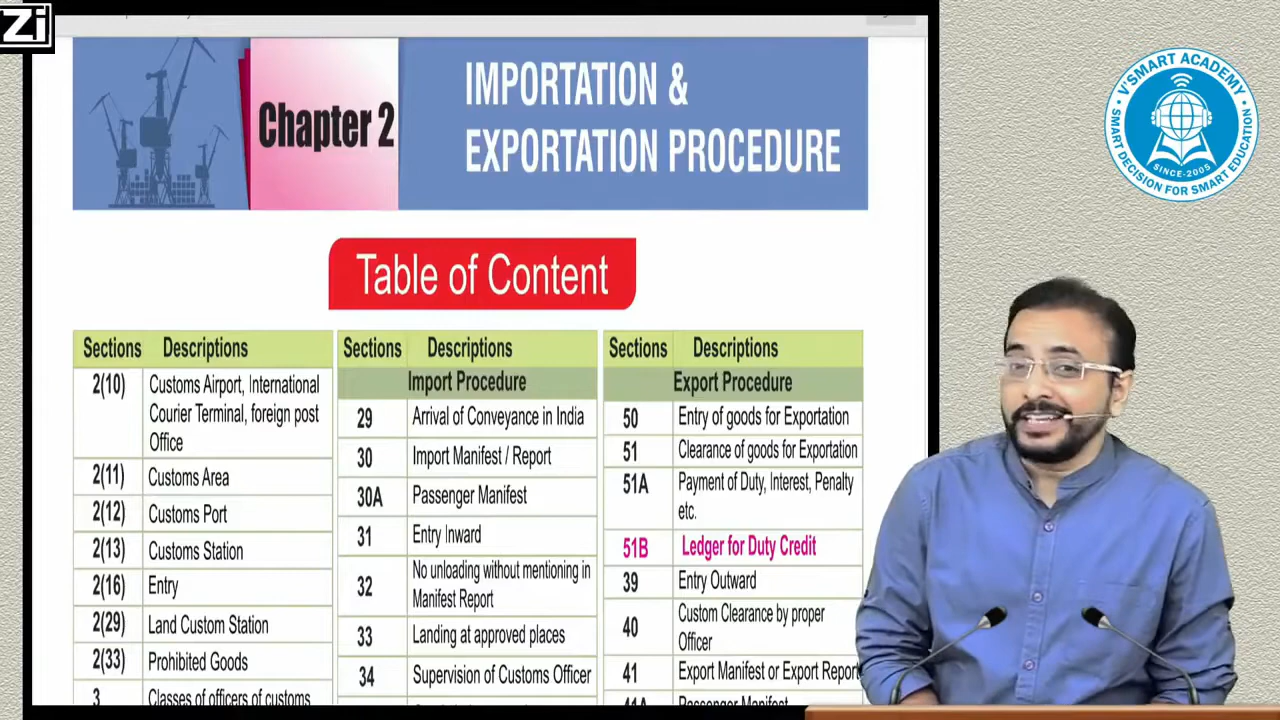 Zi
Chapter 2
IMPORTATION &
EXPORTATION PROCEDURE
Table of Content
Sections Descriptions
2(10) Customs Airport, International
Courier Terminal, foreign post
Office
2(11) Customs Area
2(12) Customs Port
2(13) Customs Station
2(16) Entry
2(29) Land Custom Station
2(33) Prohibited Goods
3 Classes of officers of customs
Sections Descriptions
Import Procedure
29 Arrival of Conveyance in India
30 Import Manifest / Report
30A Passenger Manifest
31 Entry Inward
32 No unloading without mentioning in
Manifest Report
33 Landing at approved places
34 Supervision of Customs Officer
Sections Descriptions
Export Procedure
50 Entry of goods for Exportation
51 Clearance of goods for Exportation
51A Payment of Duty, Interest, Penalty
etc.
51B Ledger for Duty Credit
39 Entry Outward
40 Custom Clearance by proper
Officer
41 Export Manifest or Export Report
41A Passenger Manifest
V'SMART ACADEMY
SINCE-2005
SMART DECISION FOR SMART EDUCATION